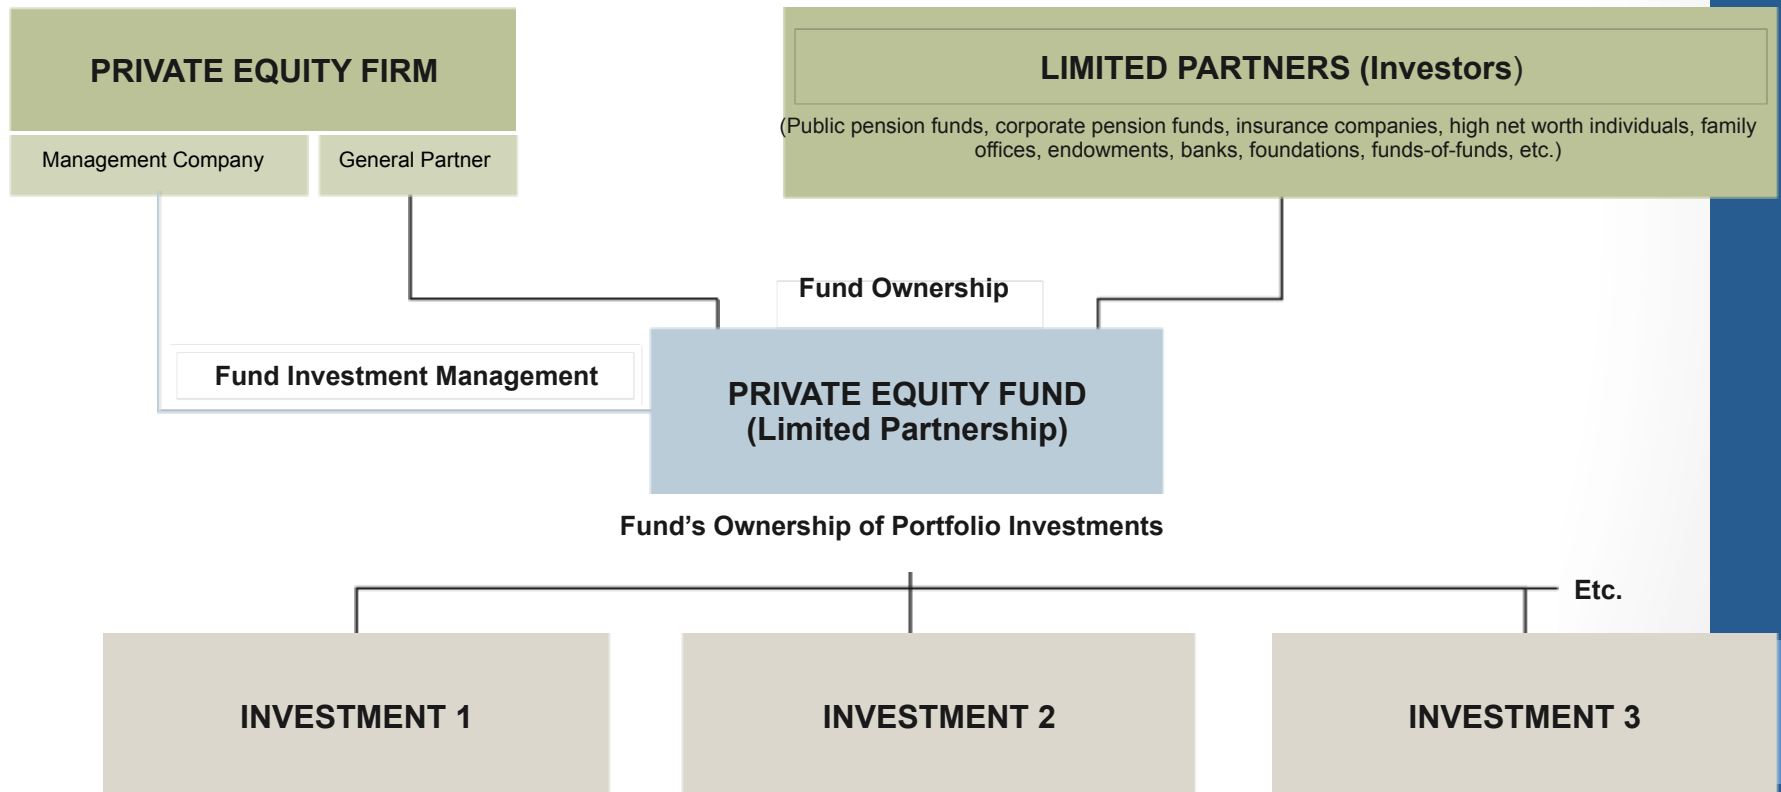 PRIVATE EQUITY FIRM
Management Company
General Partner
LIMITED PARTNERS (Investors)
(Public pension funds, corporate pension funds, insurance companies, high net worth individuals, family
offices, endowments, banks, foundations, funds-of-funds, etc.)
Fund Ownership
Fund Investment Management
PRIVATE EQUITY FUND
(Limited Partnership)
Fund’s Ownership of Portfolio Investments
Etc.
INVESTMENT 1
INVESTMENT 2
INVESTMENT 3